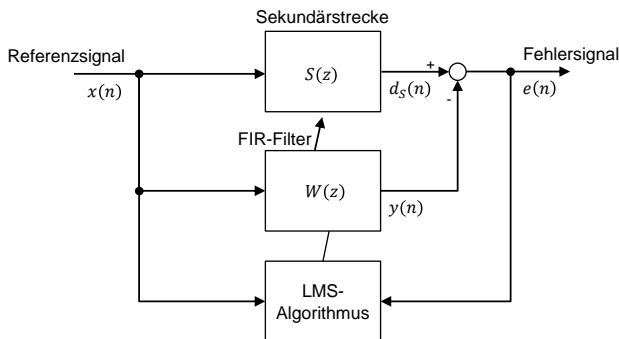 Sekundärstrecke
Referenzsignal
Fehlersignal
S(z)
+
x(n)
d_S(n)
e(n)
-
FIR-Filter
W(z)
y(n)
LMS-
Algorithmus